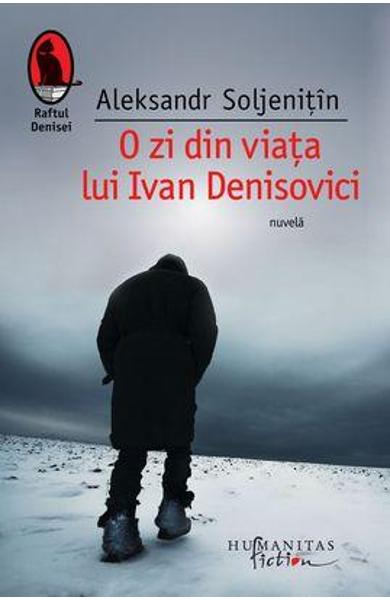 Raftul
Denisei
Aleksandr Soljenițîn
O zi din viața
lui Ivan Denisovici
nuvelă
HUMANITAS
fiction